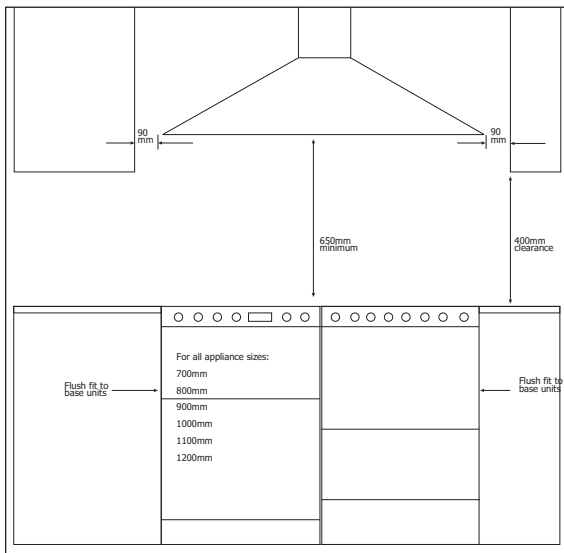 90
mm
90
mm
650mm
minimum
400mm
clearance
For all appliance sizes:
700mm
800mm
900mm
1000mm
1100mm
1200mm
Flush fit to
base units
Flush fit to
base units